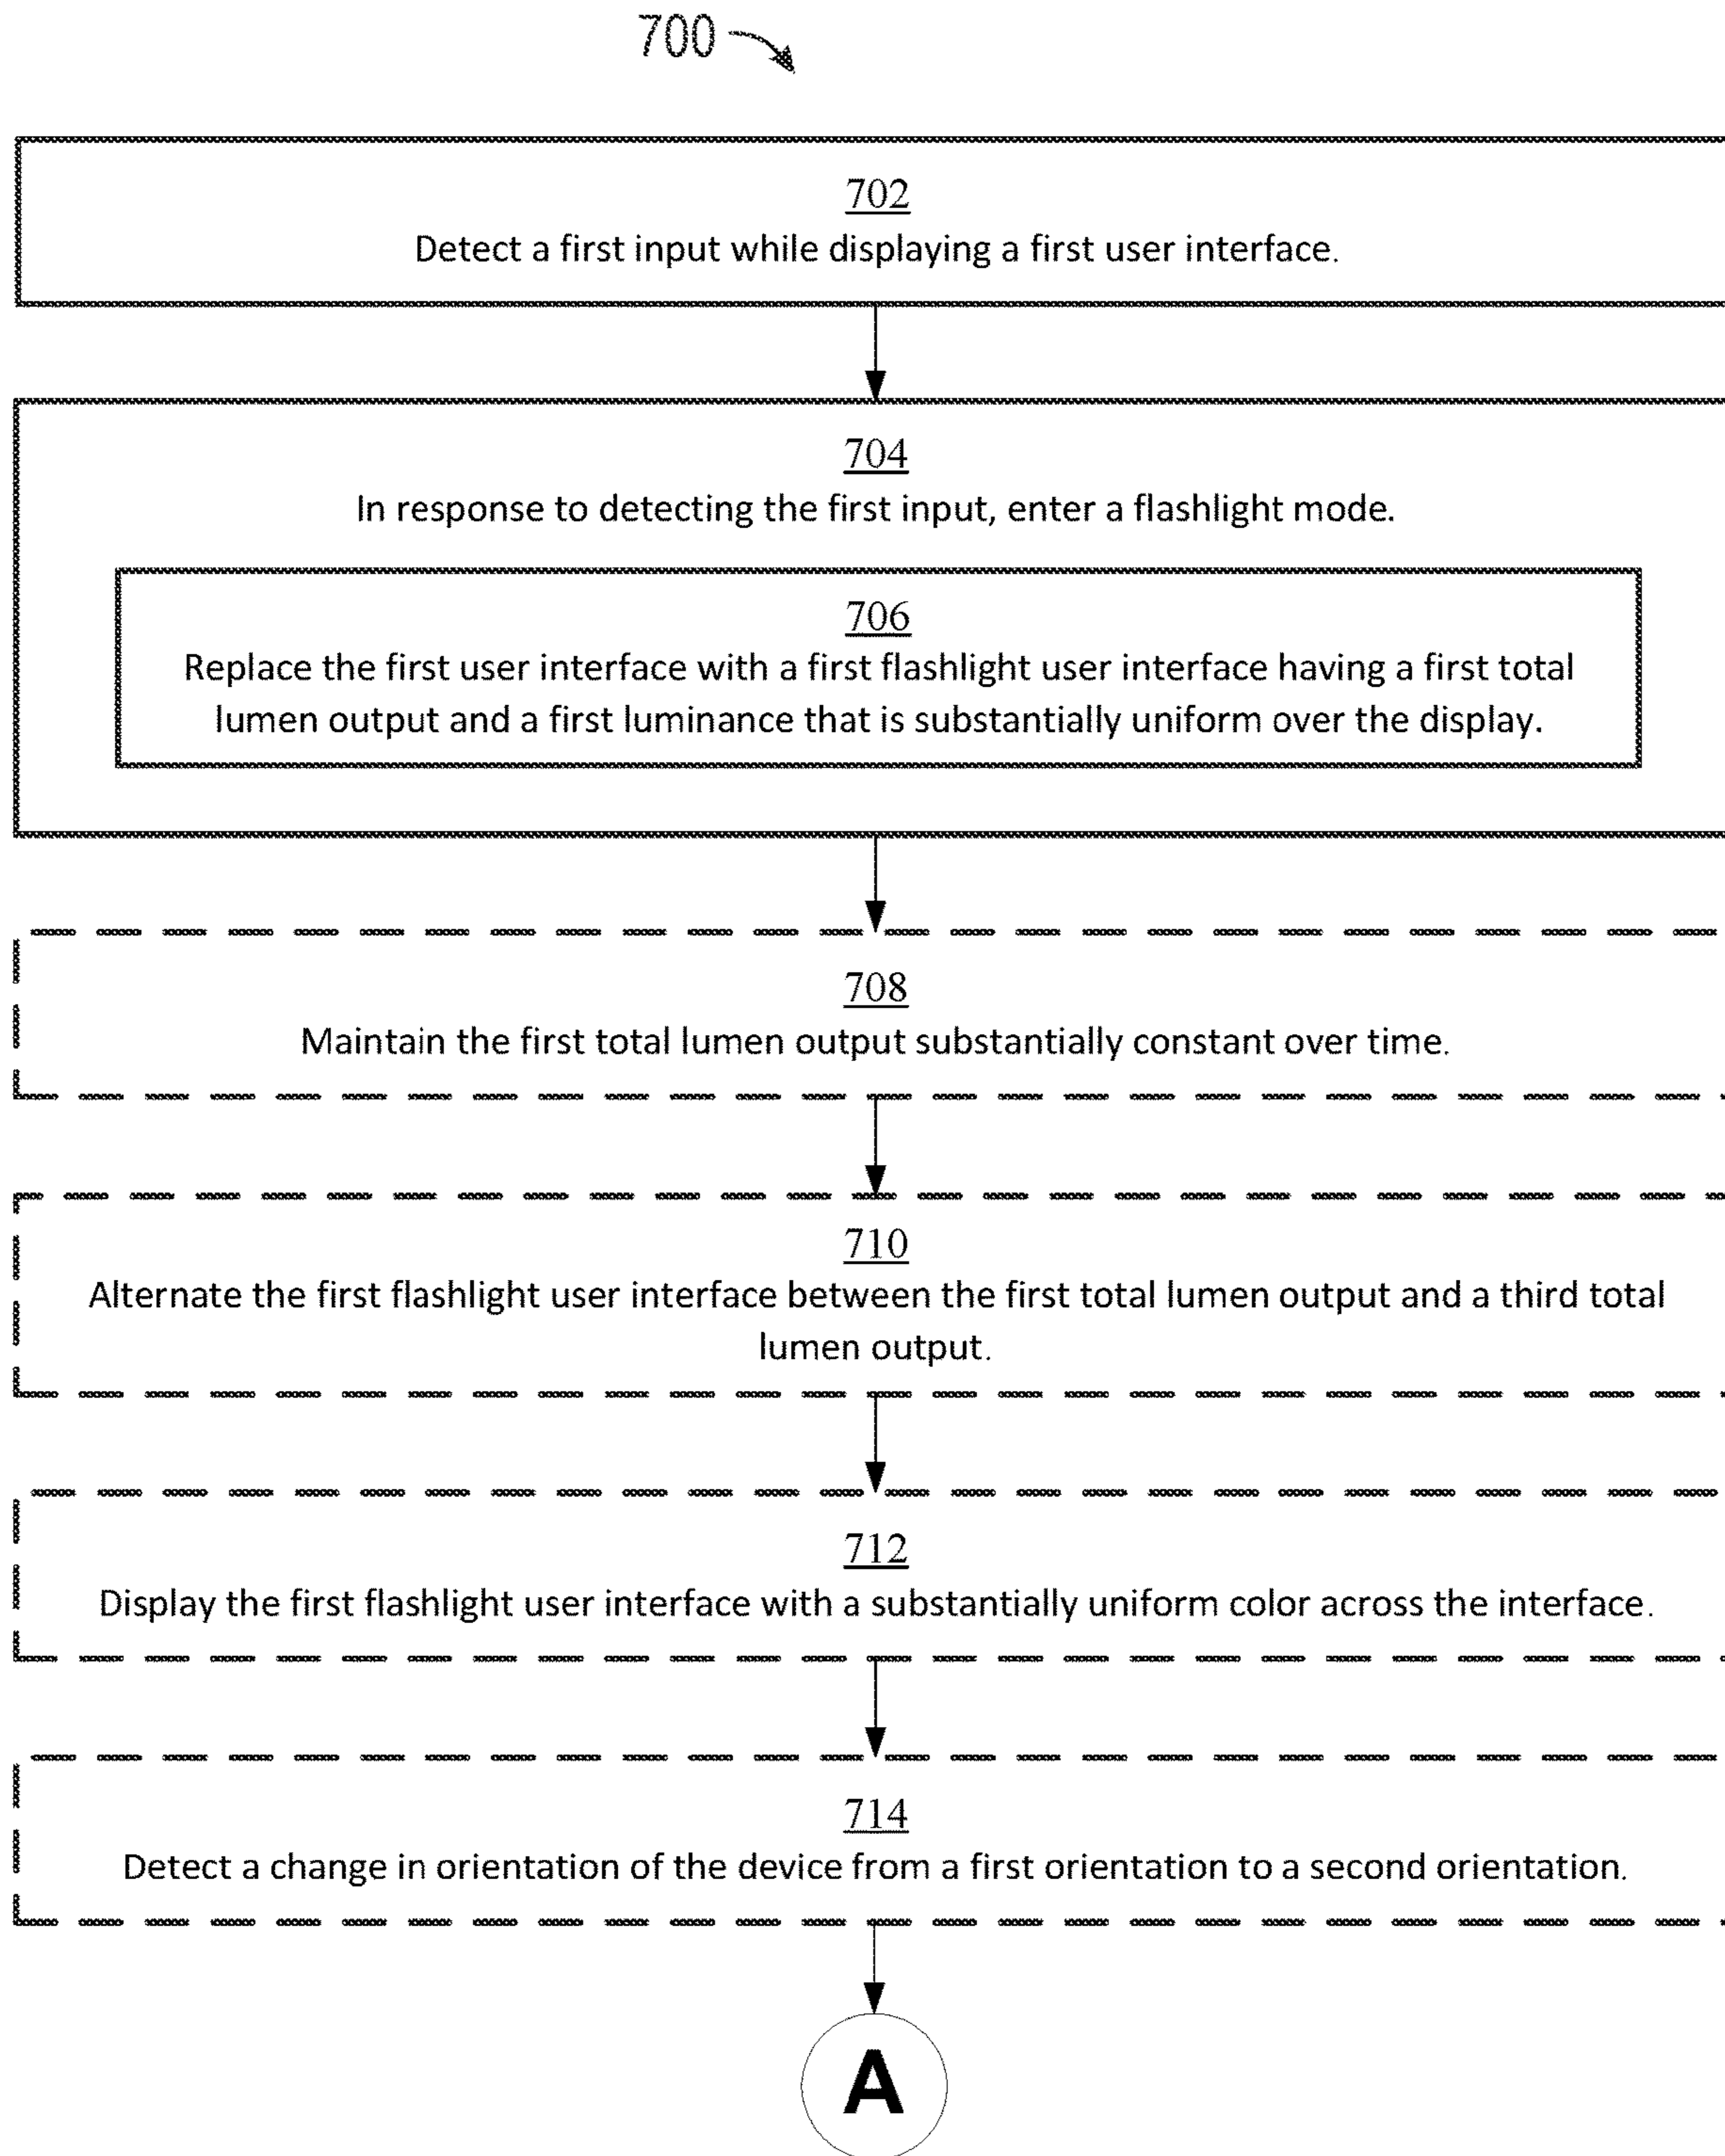 700
702
Detect a first input while displaying a first user interface.
704
In response to detecting the first input, enter a flashlight mode.
706
Replace the first user interface with a first flashlight user interface having a first total
lumen output and a first luminance that is substantially uniform over the display.
708
Maintain the first total lumen output substantially constant over time.
710
Alternate the first flashlight user interface between the first total lumen output and a third total
lumen output.
712
Display the first flashlight user interface with a substantially uniform color across the interface.
714
Detect a change in orientation of the device from a first orientation to a second orientation.
A